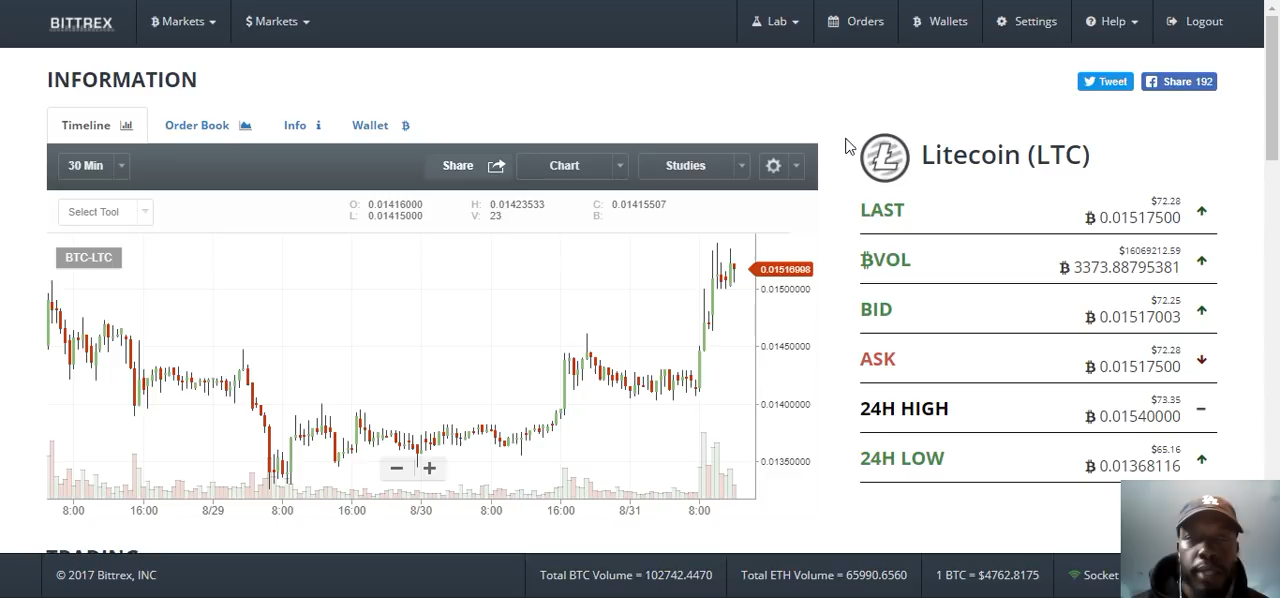 BITTREX
฿ Markets
$ Markets
Lab
Orders
฿ Wallets
Settings
Help
Logout
INFORMATION
Tweet
Share 192
Timeline
Order Book
Info
Wallet
30 Min
Share
Chart
Studies
Select Tool
O: 0.01416000 H: 0.01423533 C: 0.01415507
L: 0.01415000 V: 23 B:
BTC-LTC
0.01516998
0.01500000
0.01450000
0.01400000
0.01350000
− +
8:00 16:00 8/29 8:00 16:00 8/30 8:00 16:00 8/31 8:00
Litecoin (LTC)
$72.28
LAST ฿ 0.01517500
$16069212.59
฿VOL ฿ 3373.88795381
$72.25
BID ฿ 0.01517003
$72.28
ASK ฿ 0.01517500
$73.35
24H HIGH ฿ 0.01540000
$65.16
24H LOW ฿ 0.01368116
TRADING
© 2017 Bittrex, INC
Total BTC Volume = 102742.4470
Total ETH Volume = 65990.6560
1 BTC = $4762.8175
Socket